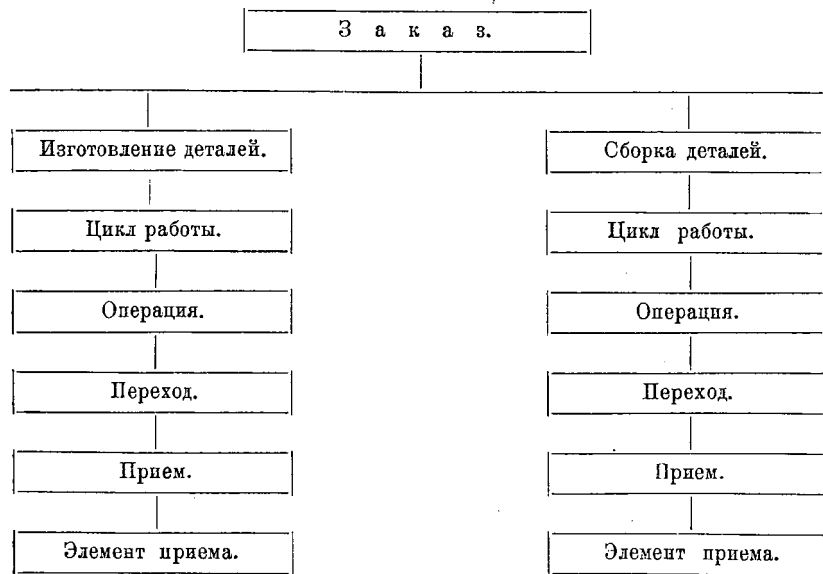 З а к а з.
Изготовление деталей.
Сборка деталей.
Цикл работы.
Цикл работы.
Операция.
Операция.
Переход.
Переход.
Прием.
Прием.
Элемент приема.
Элемент приема.